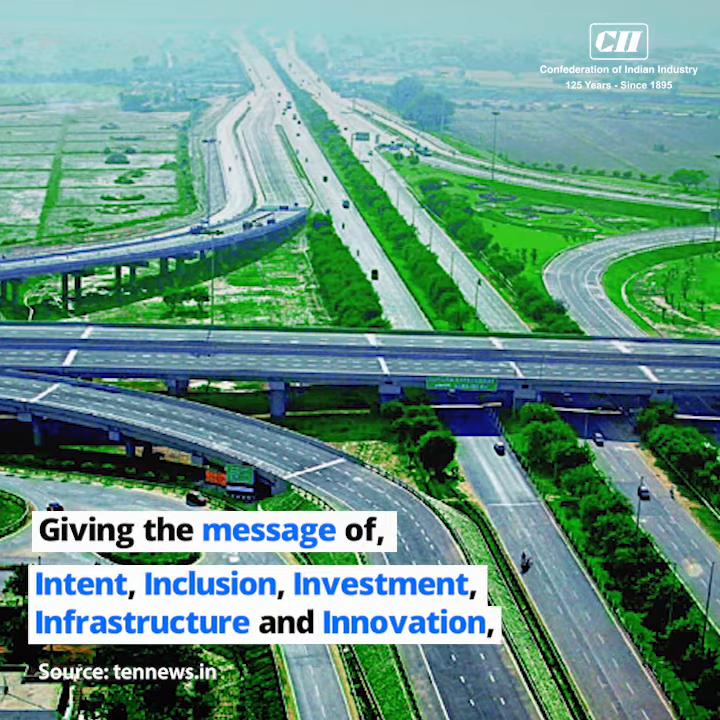 CII
Confederation of Indian Industry
125 Years - Since 1895
Giving the message of,
Intent, Inclusion, Investment,
Infrastructure and Innovation,
Source: tennews.in